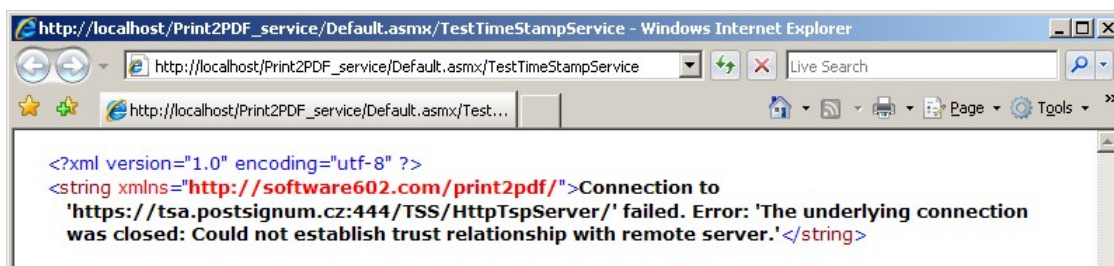 http://localhost/Print2PDF_service/Default.asmx/TestTimeStampService - Windows Internet Explorer
http://localhost/Print2PDF_service/Default.asmx/TestTimeStampService
Live Search
http://localhost/Print2PDF_service/Default.asmx/Test...
Page
Tools
<?xml version="1.0" encoding="utf-8" ?>
<string xmlns="http://software602.com/print2pdf/">Connection to
'https://tsa.postsignum.cz:444/TSS/HttpTspServer/' failed. Error: 'The underlying connection
was closed: Could not establish trust relationship with remote server.'</string>